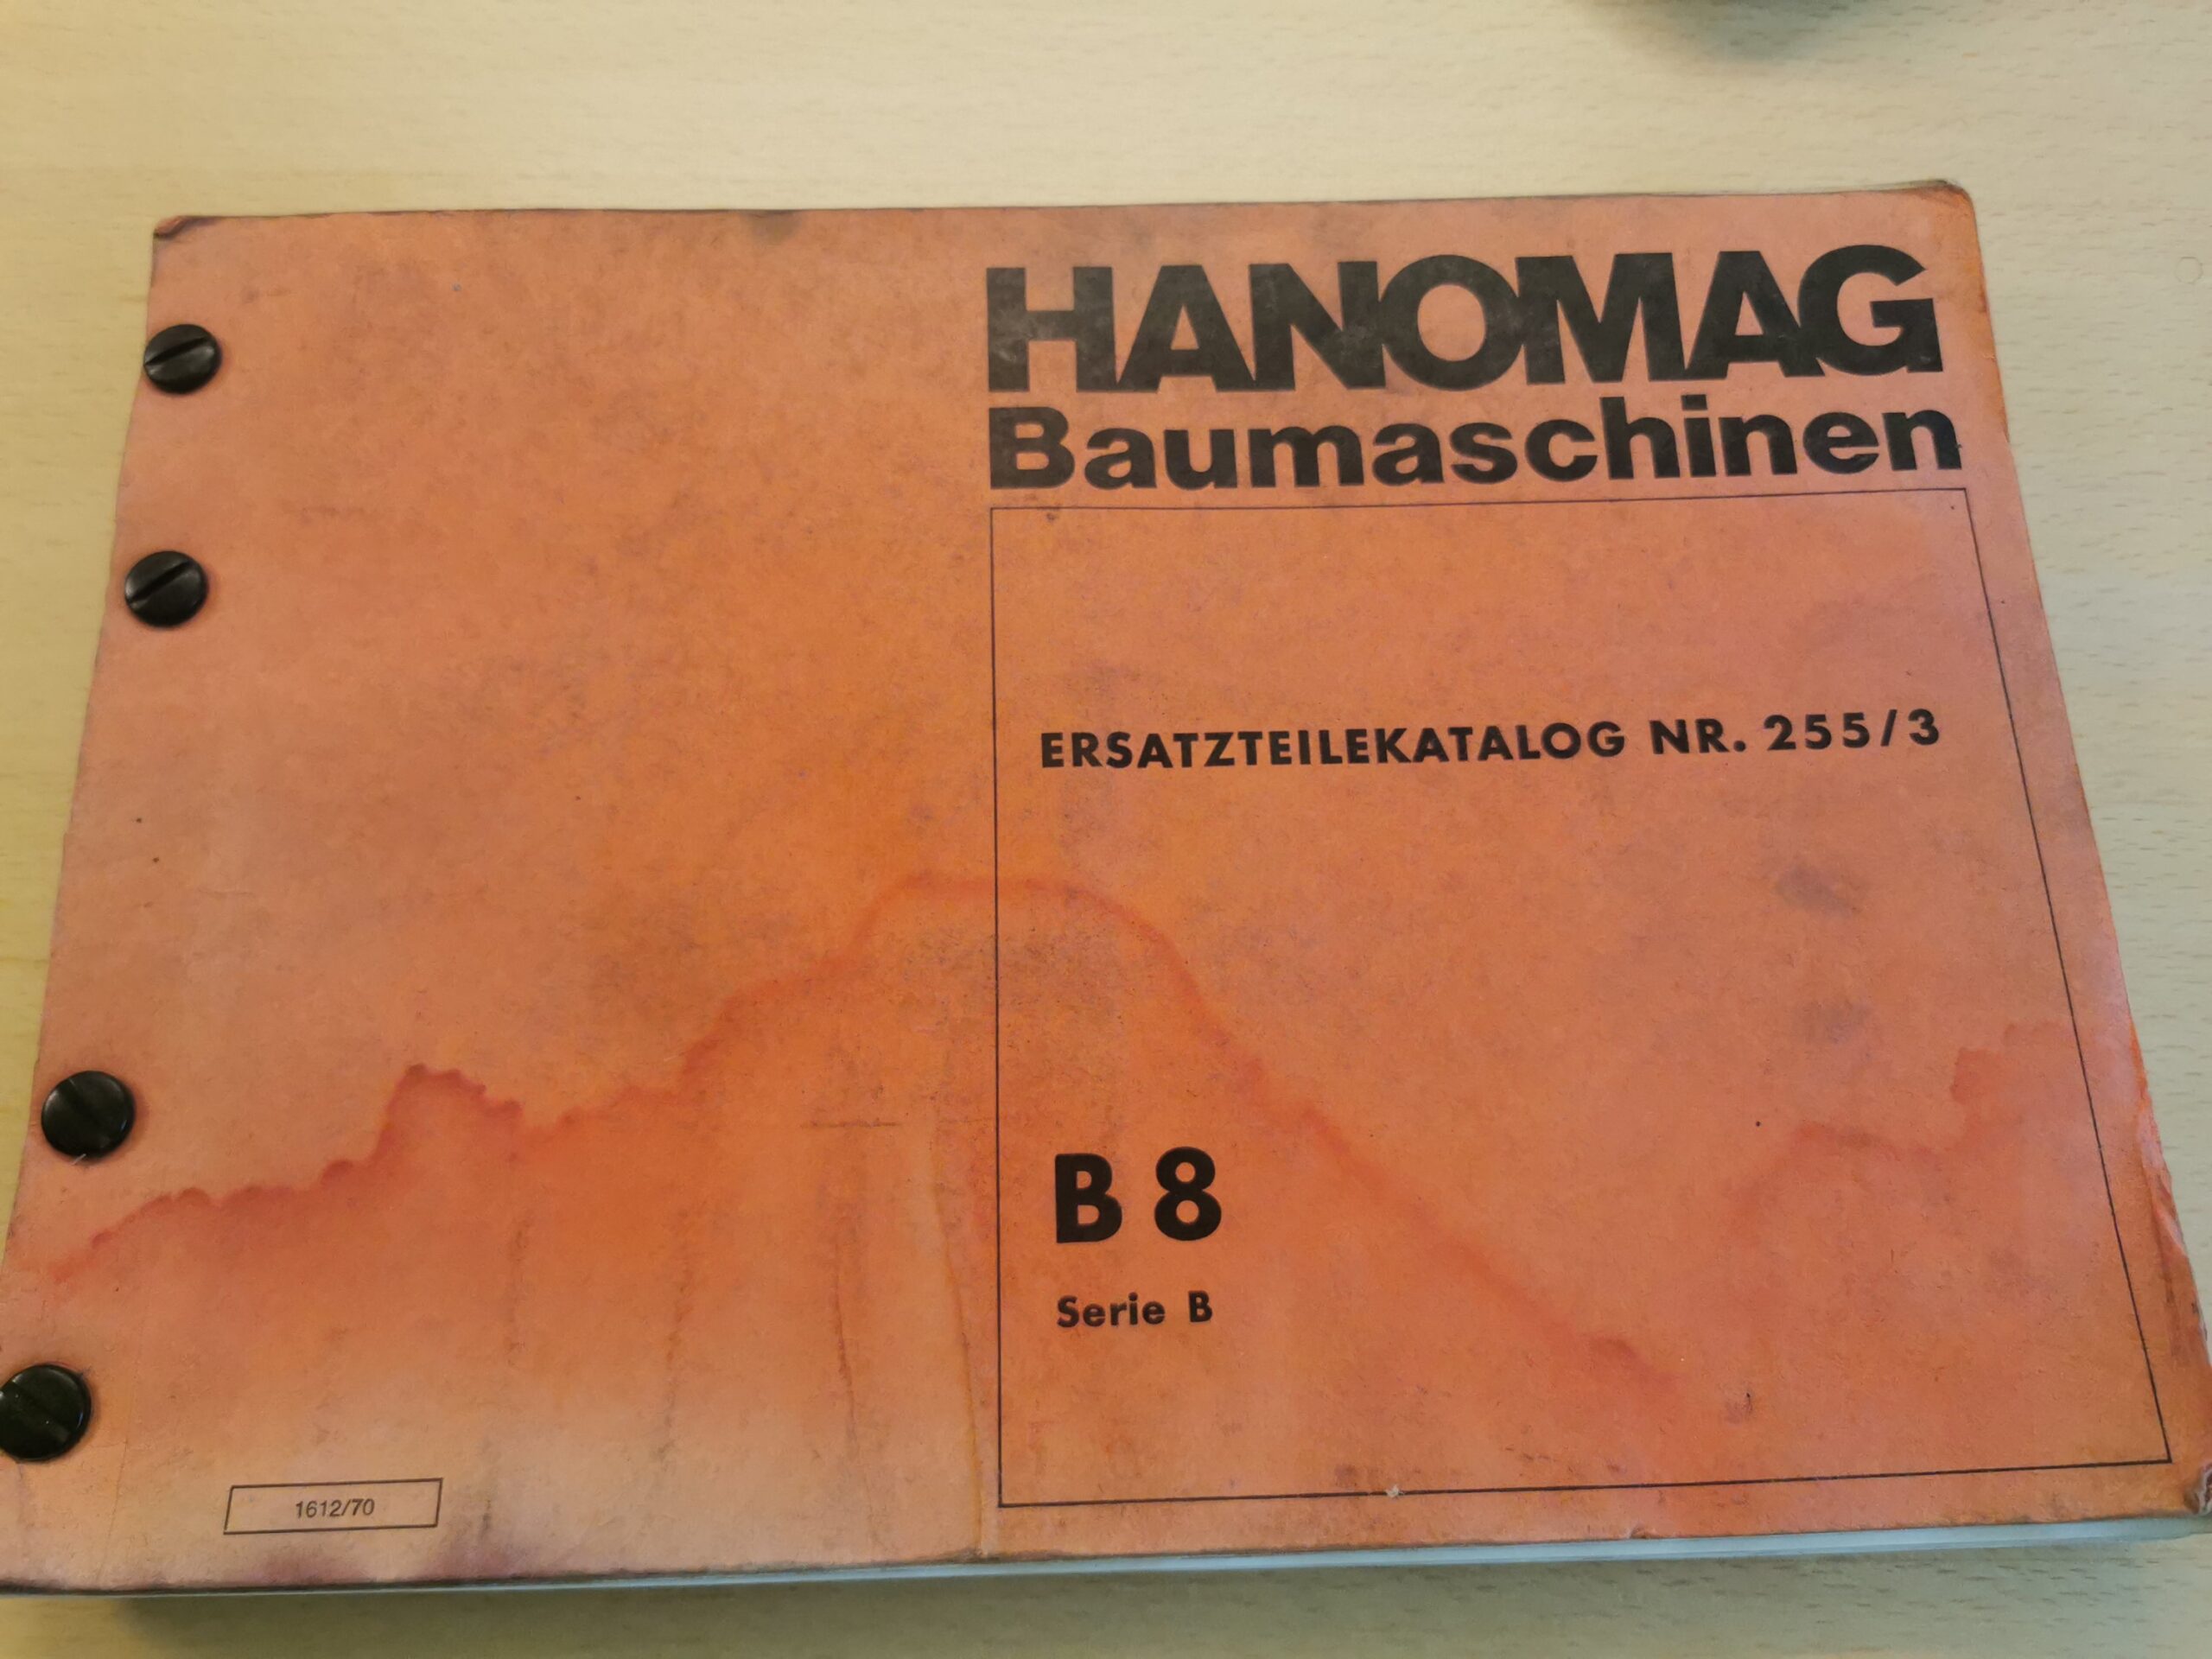 HANOMAG
Baumaschinen
ERSATZTEILEKATALOG NR. 255/3
B 8
Serie B
1612/70